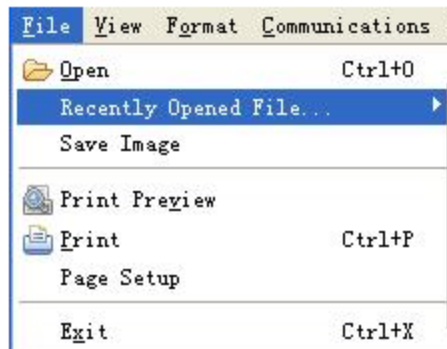 File View Format Communications
Open Ctrl+O
Recently Opened File...
Save Image
Print Preview
Print Ctrl+P
Page Setup
Exit Ctrl+X